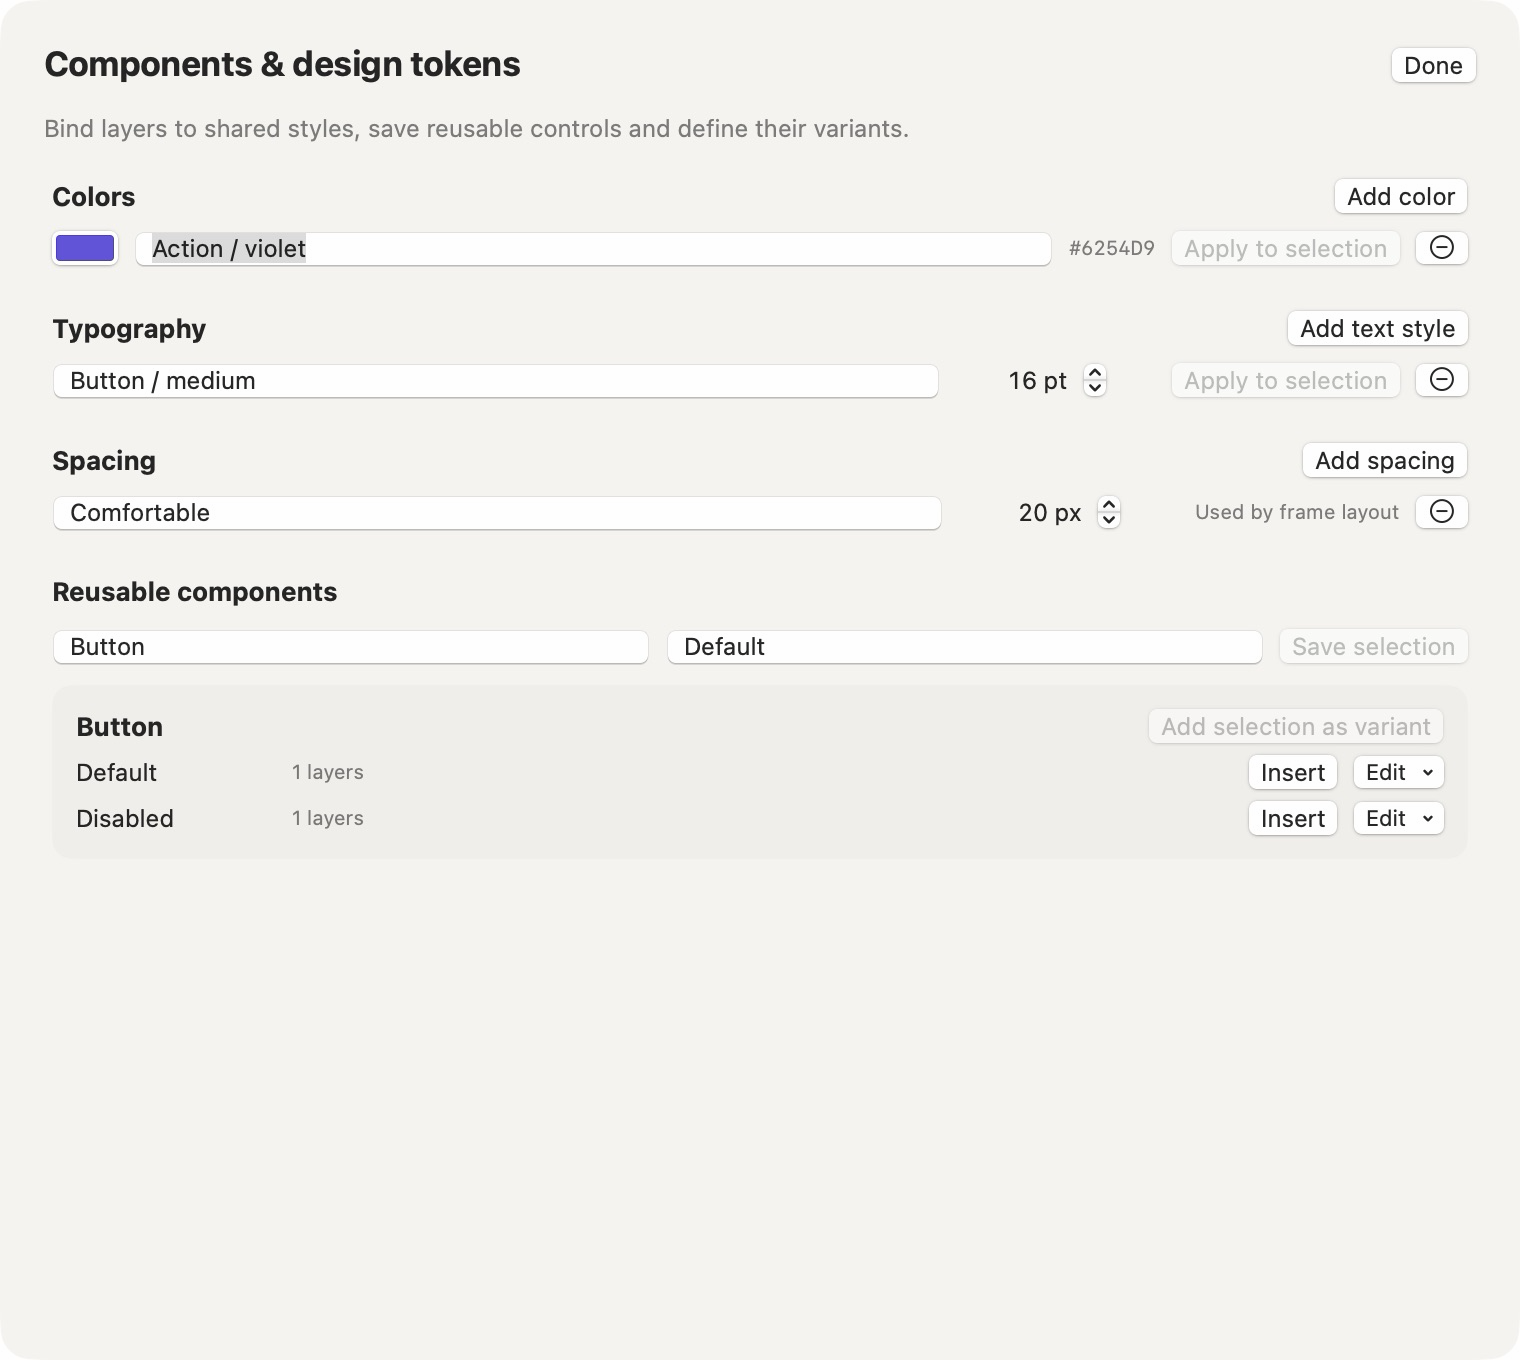 Components & design tokens Done
Bind layers to shared styles, save reusable controls and define their variants.
Colors Add color
Action / violet #6254D9 Apply to selection
Typography Add text style
Button / medium 16 pt Apply to selection
Spacing Add spacing
Comfortable 20 px Used by frame layout
Reusable components
Button Default Save selection
Button Add selection as variant
Default 1 layers Insert Edit
Disabled 1 layers Insert Edit